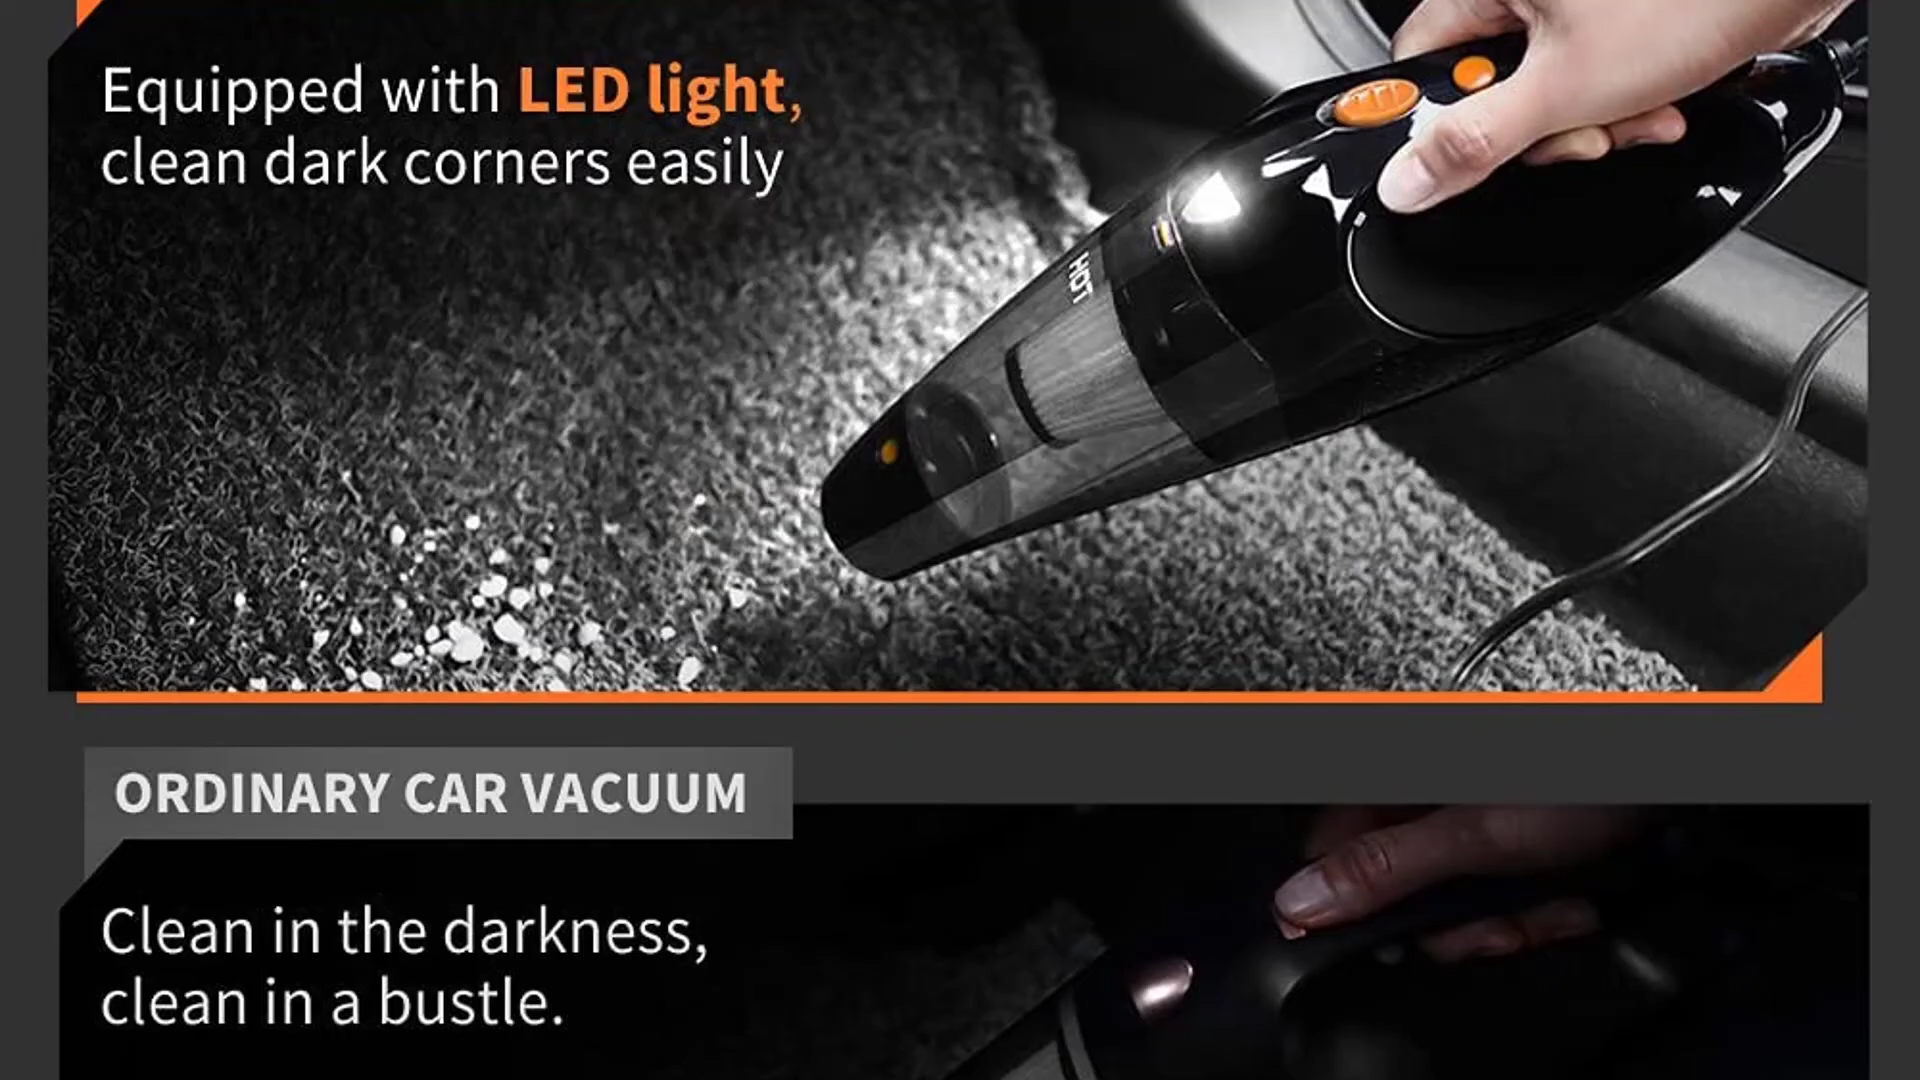 Equipped with LED light,
clean dark corners easily
HOT
ORDINARY CAR VACUUM
Clean in the darkness,
clean in a bustle.